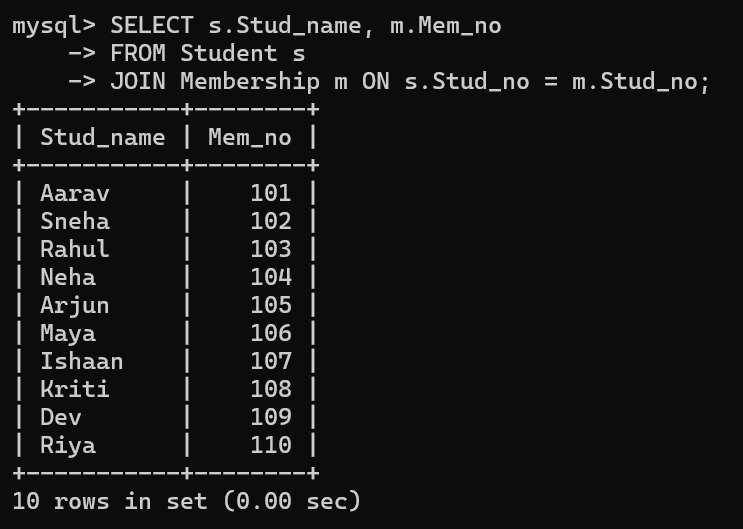 mysql> SELECT s.Stud_name, m.Mem_no
    -> FROM Student s
    -> JOIN Membership m ON s.Stud_no = m.Stud_no;
+-----------+--------+
| Stud_name | Mem_no |
+-----------+--------+
| Aarav     |    101 |
| Sneha     |    102 |
| Rahul     |    103 |
| Neha      |    104 |
| Arjun     |    105 |
| Maya      |    106 |
| Ishaan    |    107 |
| Kriti     |    108 |
| Dev       |    109 |
| Riya      |    110 |
+-----------+--------+
10 rows in set (0.00 sec)